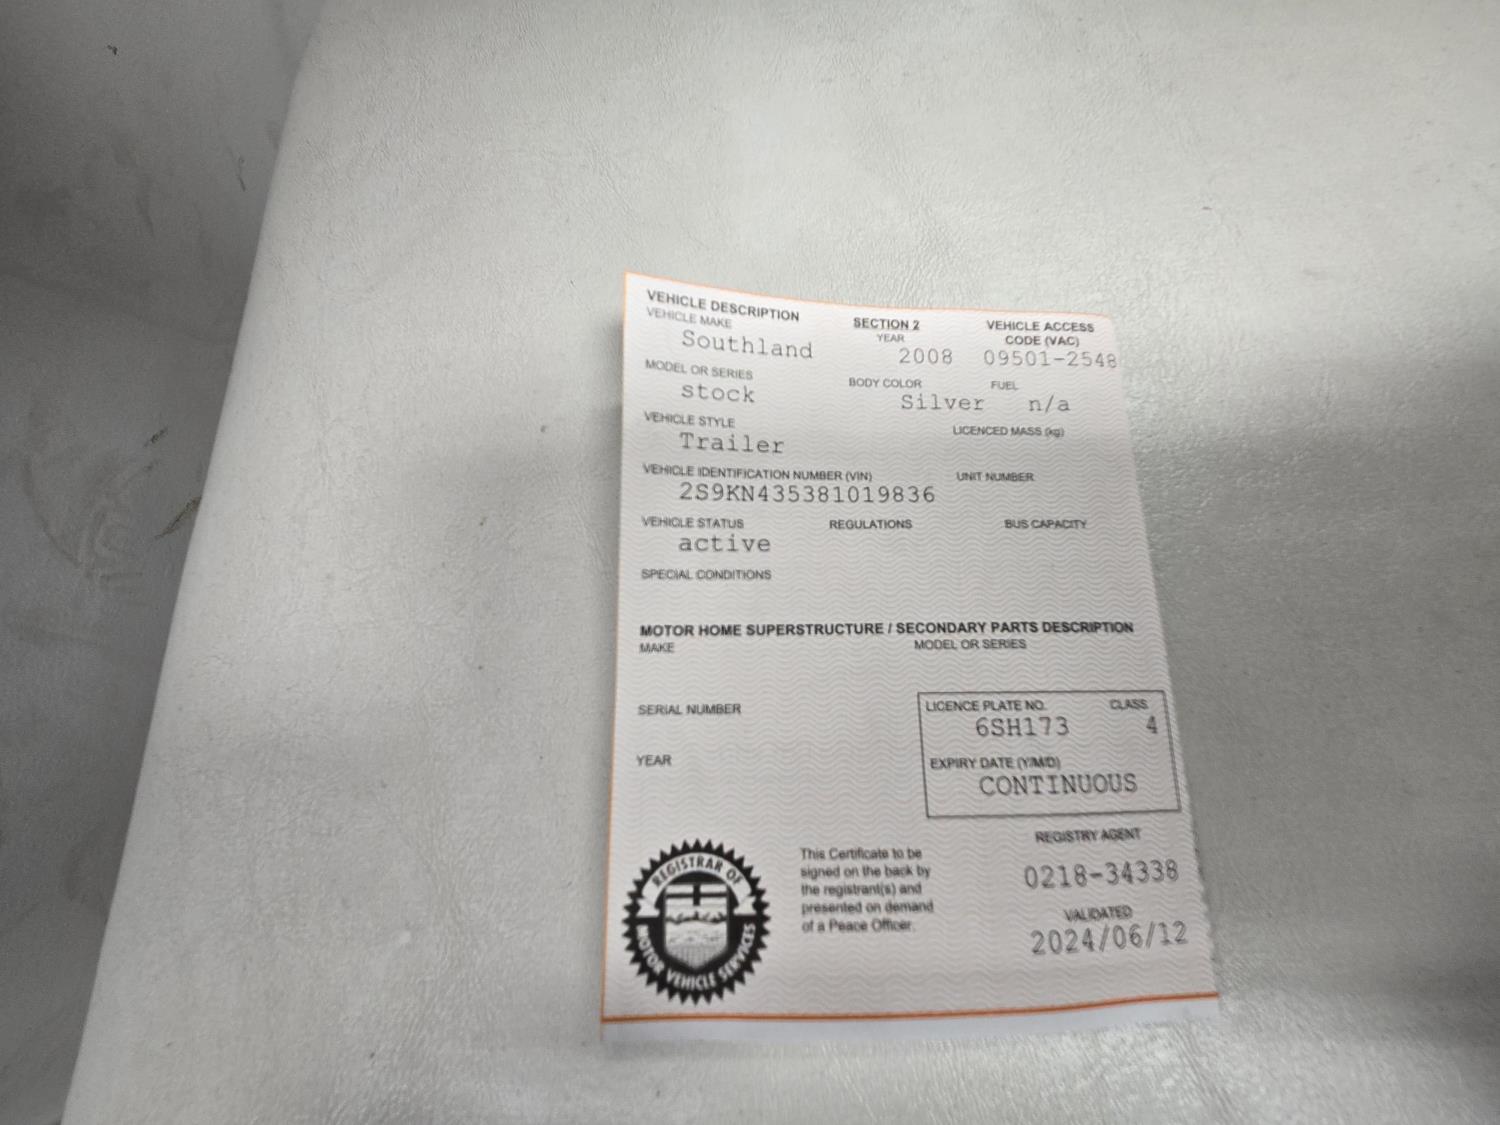 VEHICLE DESCRIPTION
VEHICLE MAKE
Southland
SECTION 2
YEAR
2008
VEHICLE ACCESS
CODE (VAC)
09501-2548
MODEL OR SERIES
stock
BODY COLOR
Silver
FUEL
n/a
VEHICLE STYLE
Trailer
LICENCED MASS (kg)
VEHICLE IDENTIFICATION NUMBER (VIN)
2S9KN435381019836
UNIT NUMBER
VEHICLE STATUS
active
REGULATIONS
BUS CAPACITY
SPECIAL CONDITIONS
MOTOR HOME SUPERSTRUCTURE / SECONDARY PARTS DESCRIPTION
MAKE
MODEL OR SERIES
SERIAL NUMBER
YEAR
LICENCE PLATE NO.
CLASS
6SH173
4
EXPIRY DATE (Y/M/D)
CONTINUOUS
REGISTRAR OF
MOTOR VEHICLE SERVICES
This Certificate to be
signed on the back by
the registrant(s) and
presented on demand
of a Peace Officer.
REGISTRY AGENT
0218-34338
VALIDATED
2024/06/12